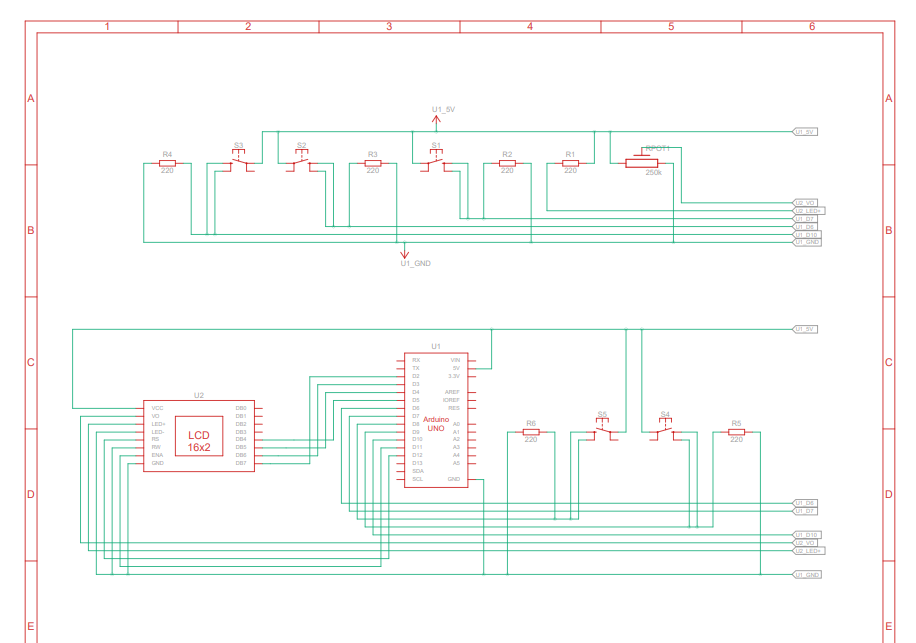 1 2 3 4 5 6
A A
U1_5V
U1_5V
R4 S3 S2 R3 S1 R2 R1 RPOT1
220 220 220 220 250k
U2_VO
U2_LED+
U1_D7
B B
U1_D10
U1_GND
U1_GND
U1_5V
U1
C C
RX VIN
TX 5V
D2 3.3V
D3
D4 AREF
D5 IOREF
D6 RES
D7
D8 A0
D9 A1
D10 A2
D11 A3
D12 A4
D13 A5
SDA
SCL GND
Arduino
UNO
U2
VCC DB0
VO DB1
LED+ DB2
LED- DB3
RS DB4
RW DB5
ENA DB6
GND DB7
LCD
16x2
R6 S5 S4 R5
220 220
D D
U1_D7
U1_D10
U2_VO
U2_LED+
U1_GND
E E